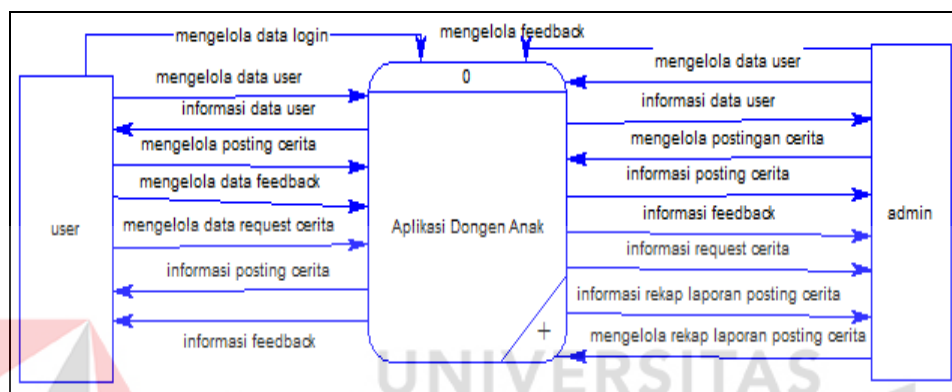 mengelola data login
mengelola data user
informasi data user
mengelola posting cerita
mengelola data feedback
mengelola data request cerita
informasi posting cerita
informasi feedback
user
0
Aplikasi Dongen Anak
+
mengelola feedback
mengelola data user
informasi data user
mengelola postingan cerita
informasi posting cerita
informasi feedback
informasi request cerita
informasi rekap laporan posting cerita
mengelola rekap laporan posting cerita
admin
UNIVERSITAS